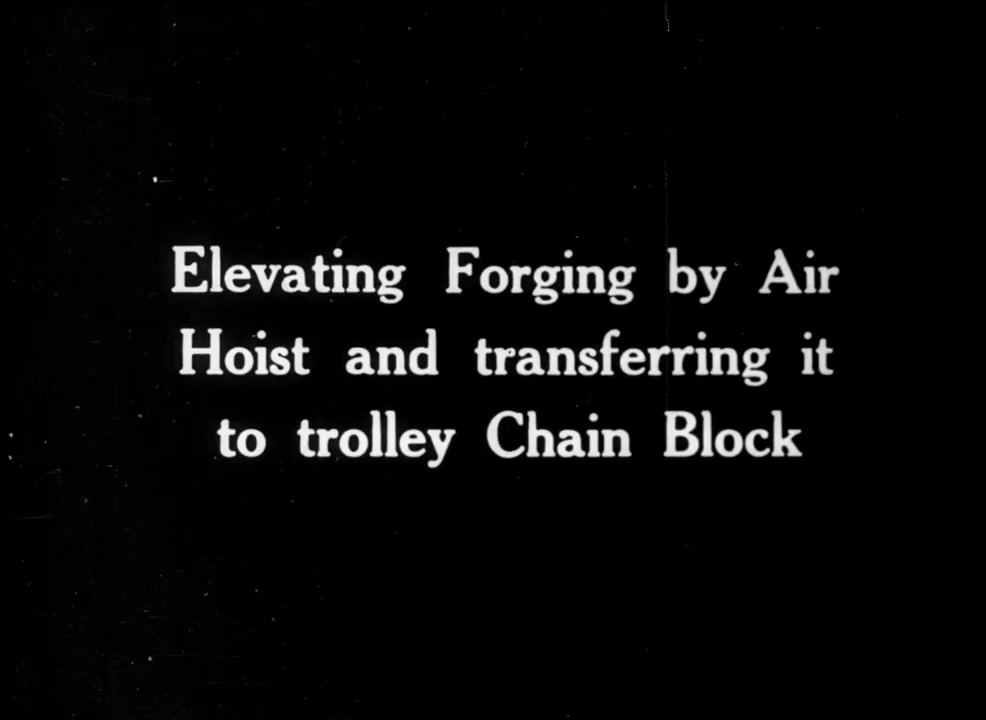 Elevating Forging by Air
Hoist and transferring it
to trolley Chain Block